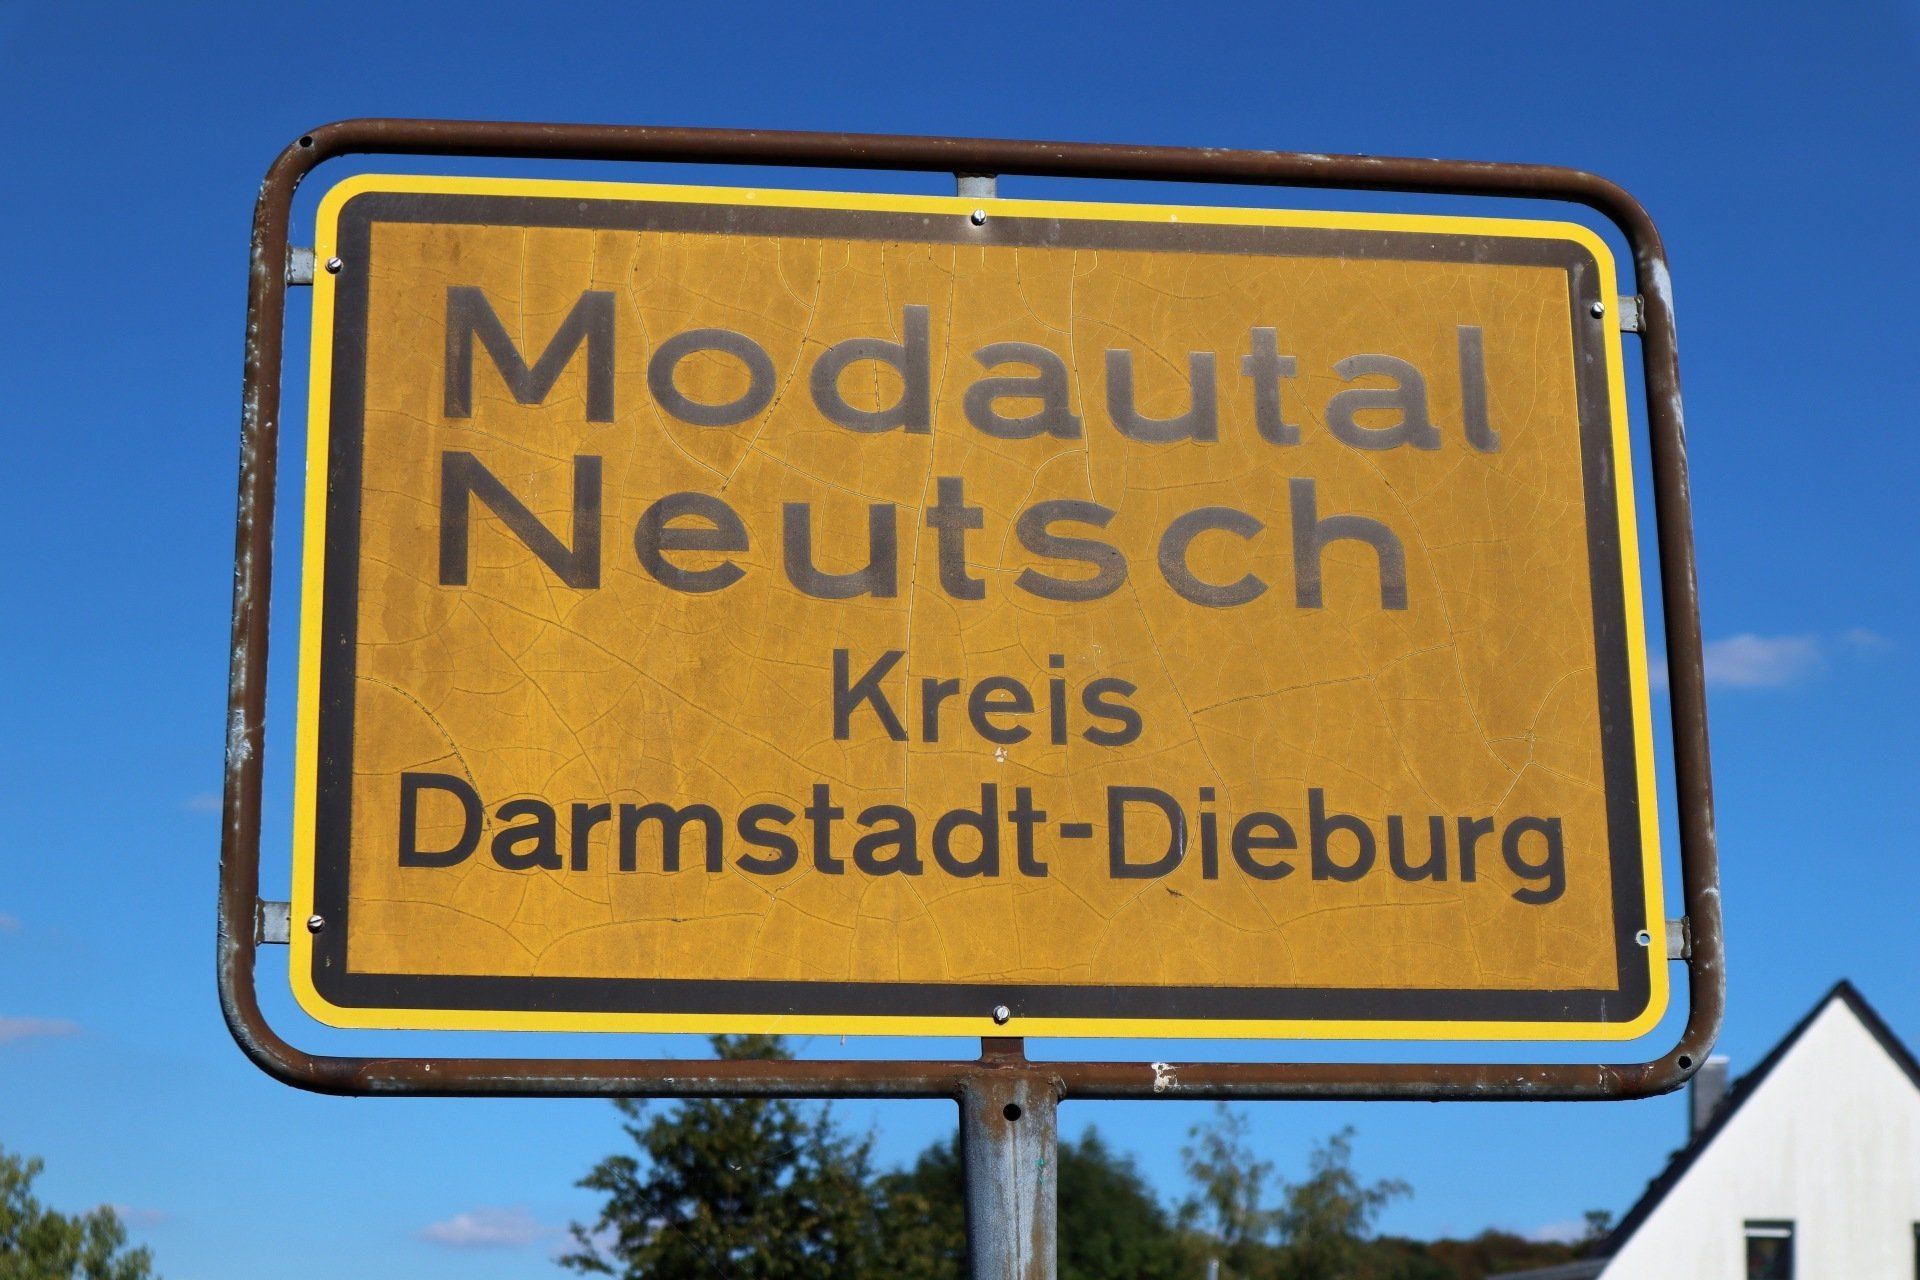 Modautal
Neutsch
Kreis
Darmstadt-Dieburg